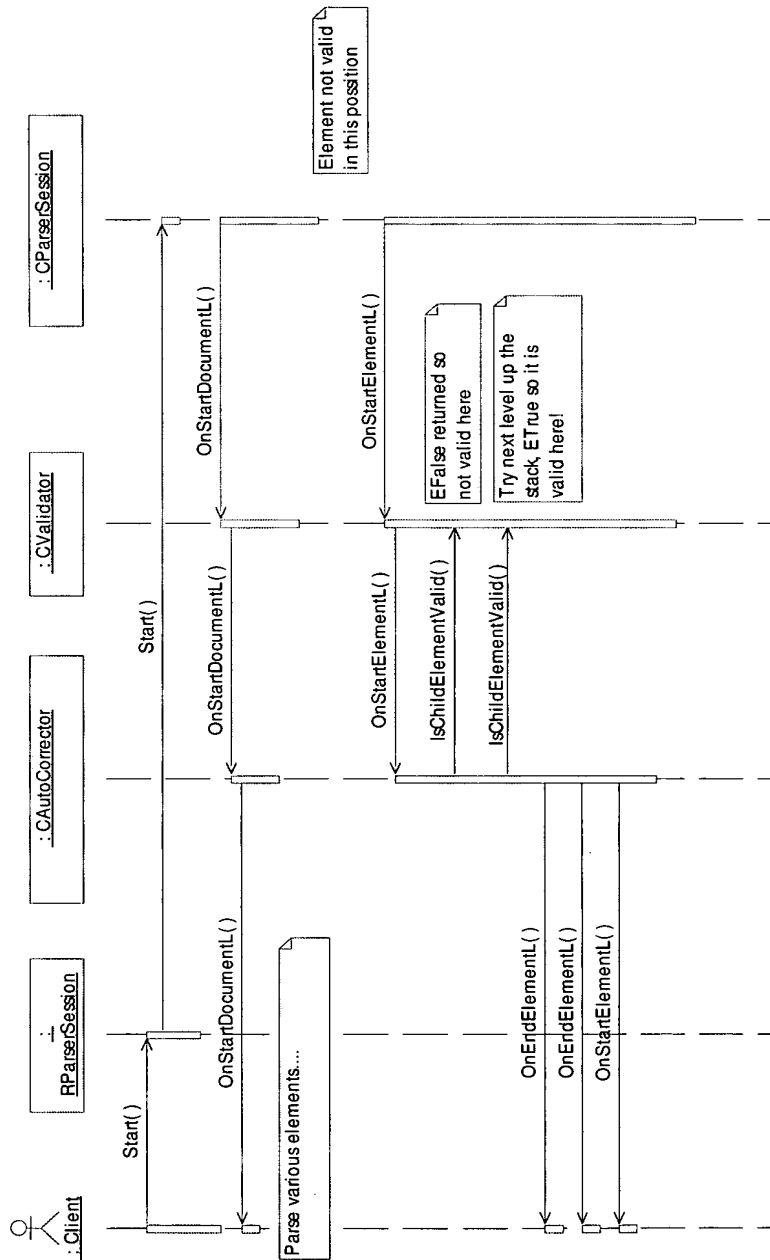 : Client
:
RParserSession
: CAutoCorrector
: CValidator
: CParserSession
Start( )
Start( )
OnStartDocumentL( )
OnStartDocumentL( )
OnStartDocumentL( )
Parse various elements....
Element not valid
in this possition
OnStartElementL( )
OnStartElementL( )
IsChildElementValid( )
EFalse returned so
not valid here
IsChildElementValid( )
Try next level up the
stack, ETrue so it is
valid here!
OnEndElementL( )
OnEndElementL( )
OnStartElementL( )